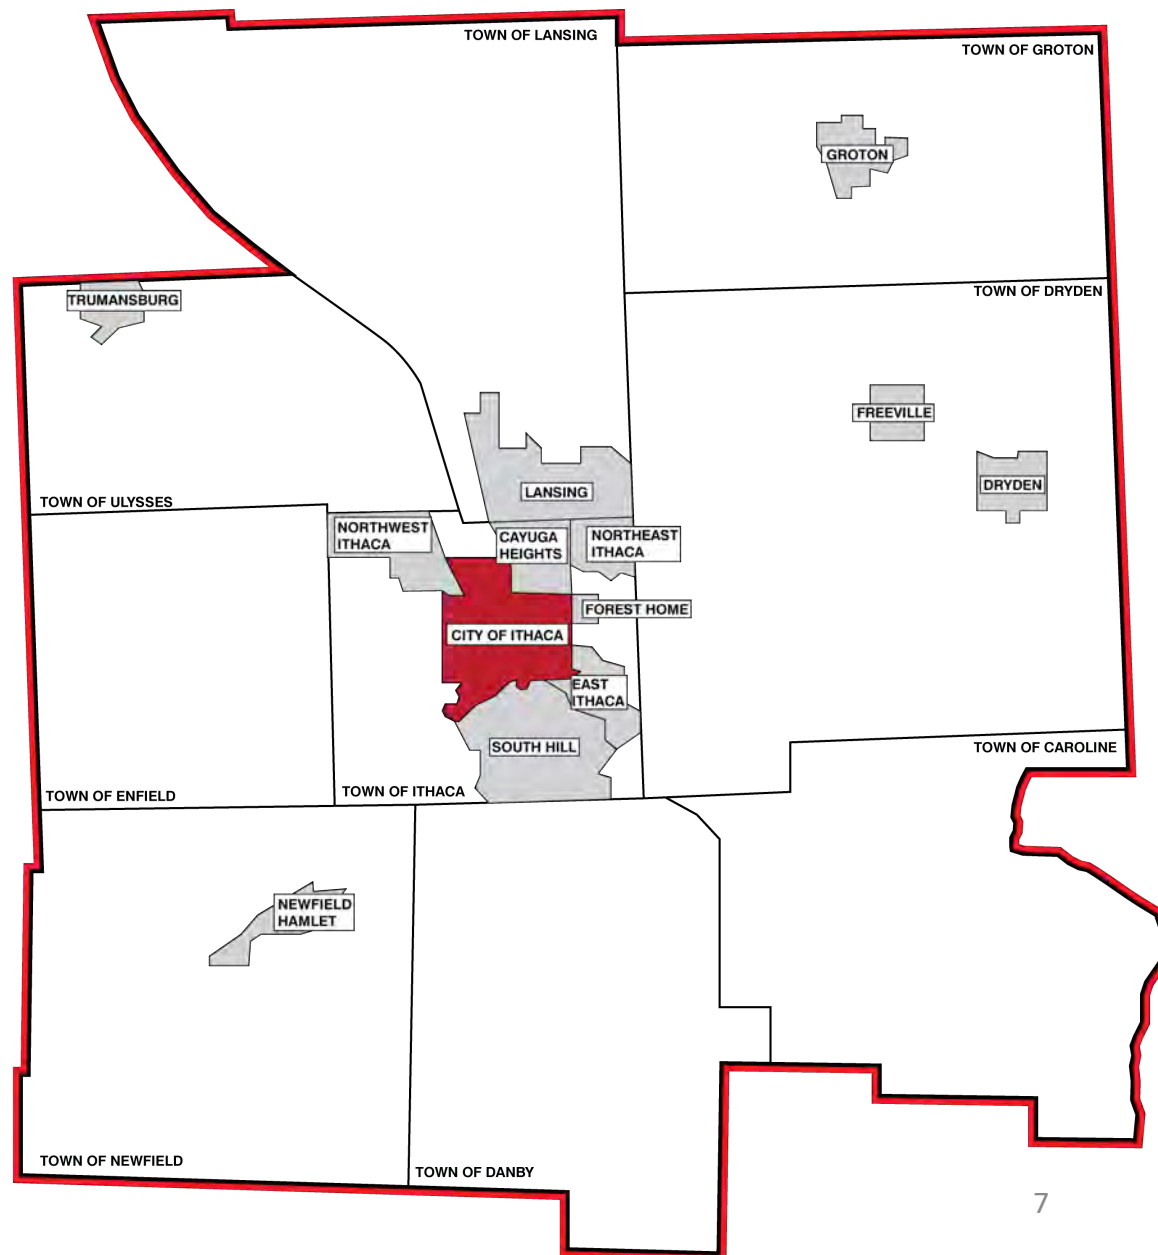 TOWN OF LANSING
TOWN OF GROTON
GROTON
TOWN OF DRYDEN
TRUMANSBURG
FREEVILLE
DRYDEN
LANSING
TOWN OF ULYSSES
NORTHWEST
ITHACA
CAYUGA
HEIGHTS
NORTHEAST
ITHACA
FOREST HOME
CITY OF ITHACA
EAST
ITHACA
SOUTH HILL
TOWN OF CAROLINE
TOWN OF ENFIELD
TOWN OF ITHACA
NEWFIELD
HAMLET
TOWN OF NEWFIELD
TOWN OF DANBY
7